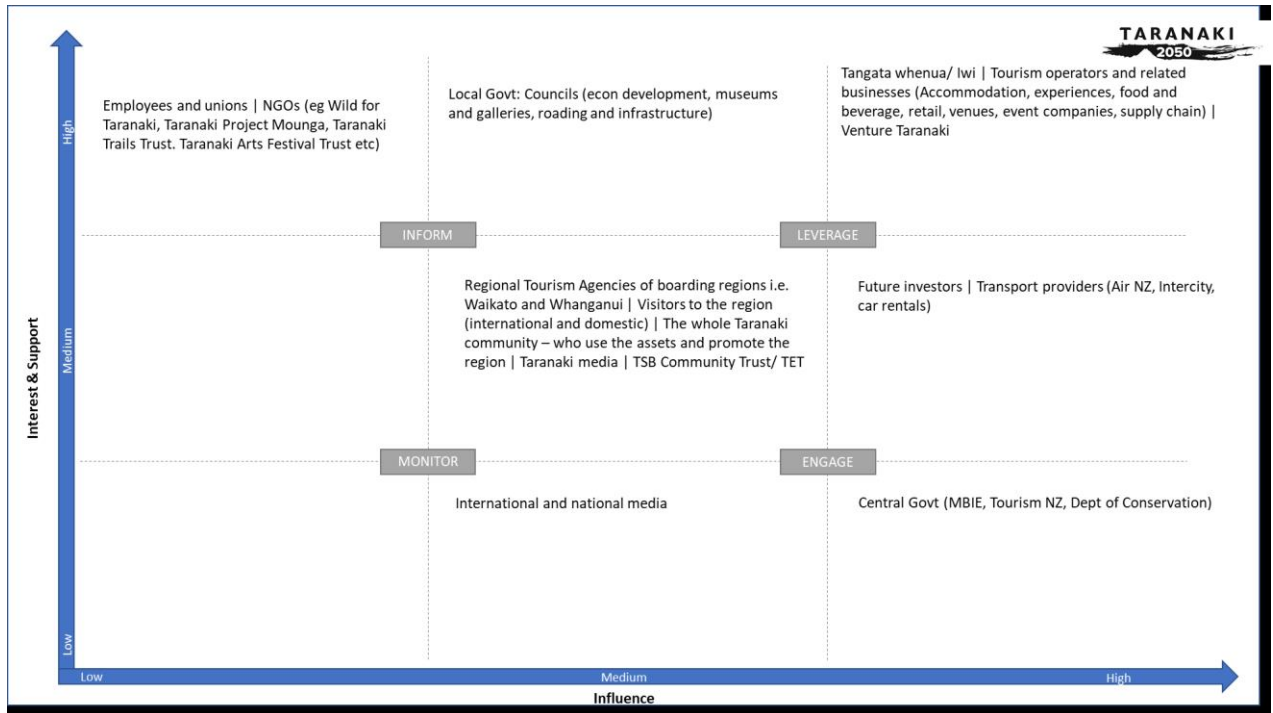 TARANAKI
2050
Employees and unions | NGOs (eg Wild for
Taranaki, Taranaki Project Mounga, Taranaki
Trails Trust. Taranaki Arts Festival Trust etc)
Local Govt: Councils (econ development, museums
and galleries, roading and infrastructure)
Tangata whenua/ Iwi | Tourism operators and related
businesses (Accommodation, experiences, food and
beverage, retail, venues, event companies, supply chain) |
Venture Taranaki
High
INFORM
LEVERAGE
Regional Tourism Agencies of boarding regions i.e.
Waikato and Whanganui | Visitors to the region
(international and domestic) | The whole Taranaki
community – who use the assets and promote the
region | Taranaki media | TSB Community Trust/ TET
Future investors | Transport providers (Air NZ, Intercity,
car rentals)
Interest & Support
Medium
MONITOR
ENGAGE
International and national media
Central Govt (MBIE, Tourism NZ, Dept of Conservation)
Low
Low
Medium
High
Influence